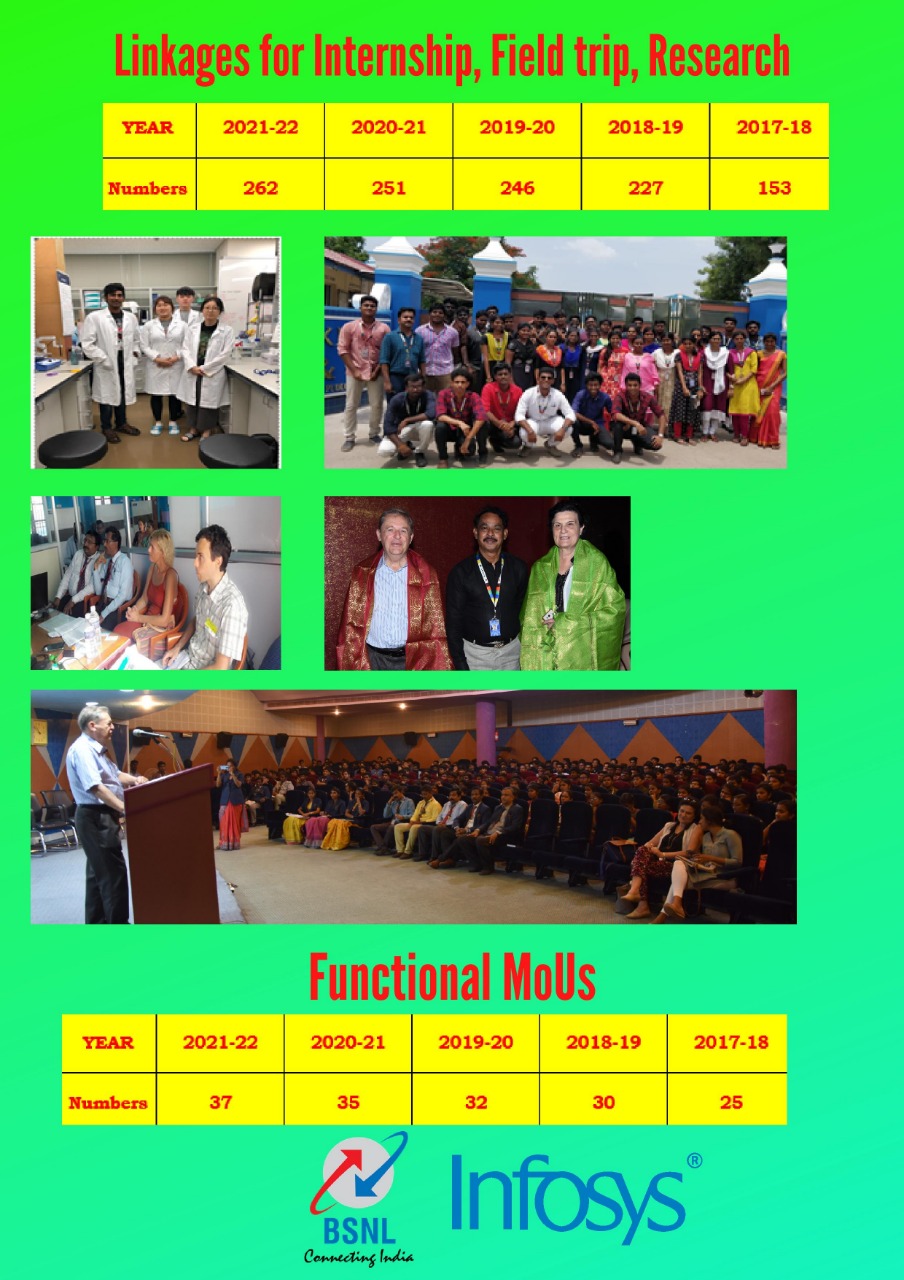 Linkages for Internship, Field trip, Research
YEAR 2021-22 2020-21 2019-20 2018-19 2017-18
Numbers 262 251 246 227 153
Functional MoUs
YEAR 2021-22 2020-21 2019-20 2018-19 2017-18
Numbers 37 35 32 30 25
Infosys®
BSNL
Connecting India